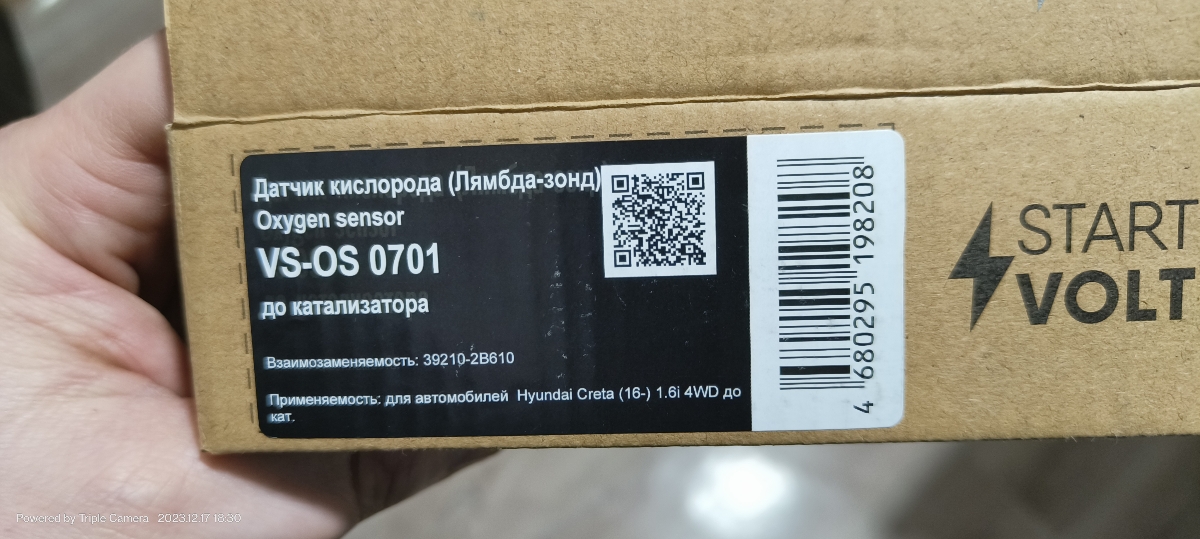 Датчик кислорода (Лямбда-зонд)
Oxygen sensor
VS-OS 0701
до катализатора
Взаимозаменяемость: 39210-2B610
Применяемость: для автомобилей Hyundai Creta (16-) 1.6i 4WD до
кат.
4 680295 198208
START
VOLT
Powered by Triple Camera 2023.12.17 18:30